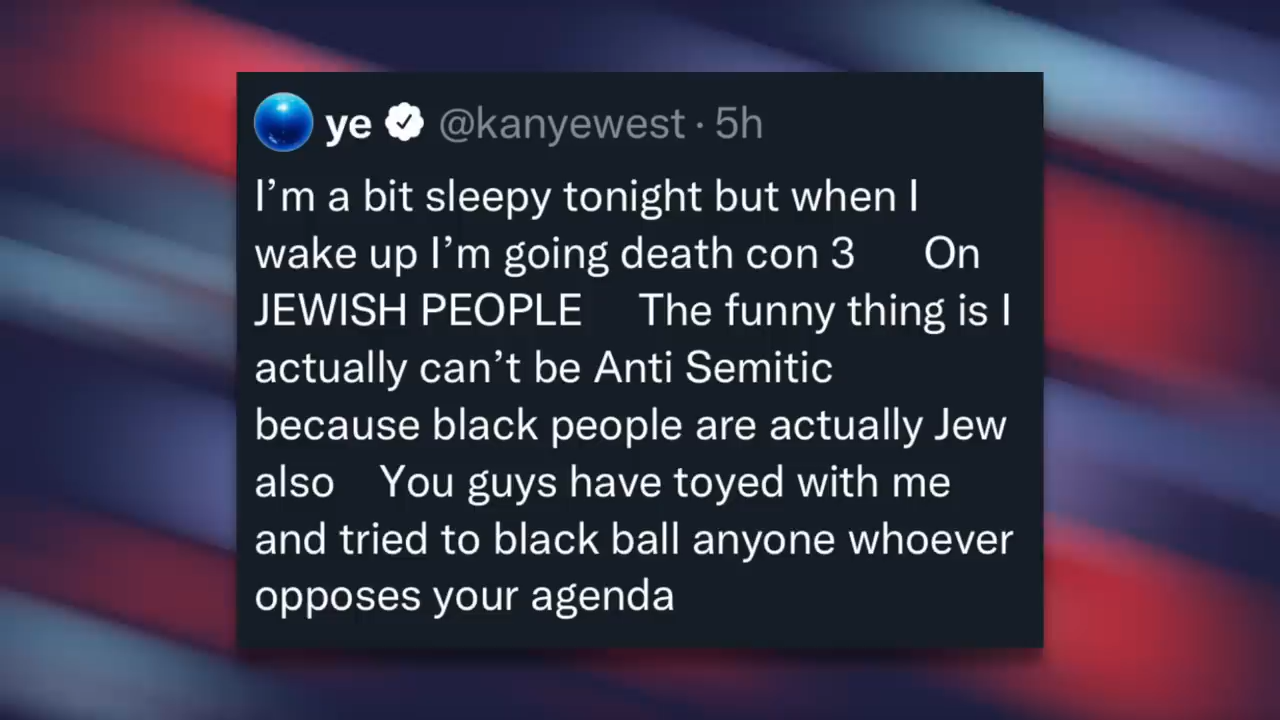 ye @kanyewest · 5h
I’m a bit sleepy tonight but when I
wake up I’m going death con 3 On
JEWISH PEOPLE The funny thing is I
actually can’t be Anti Semitic
because black people are actually Jew
also You guys have toyed with me
and tried to black ball anyone whoever
opposes your agenda